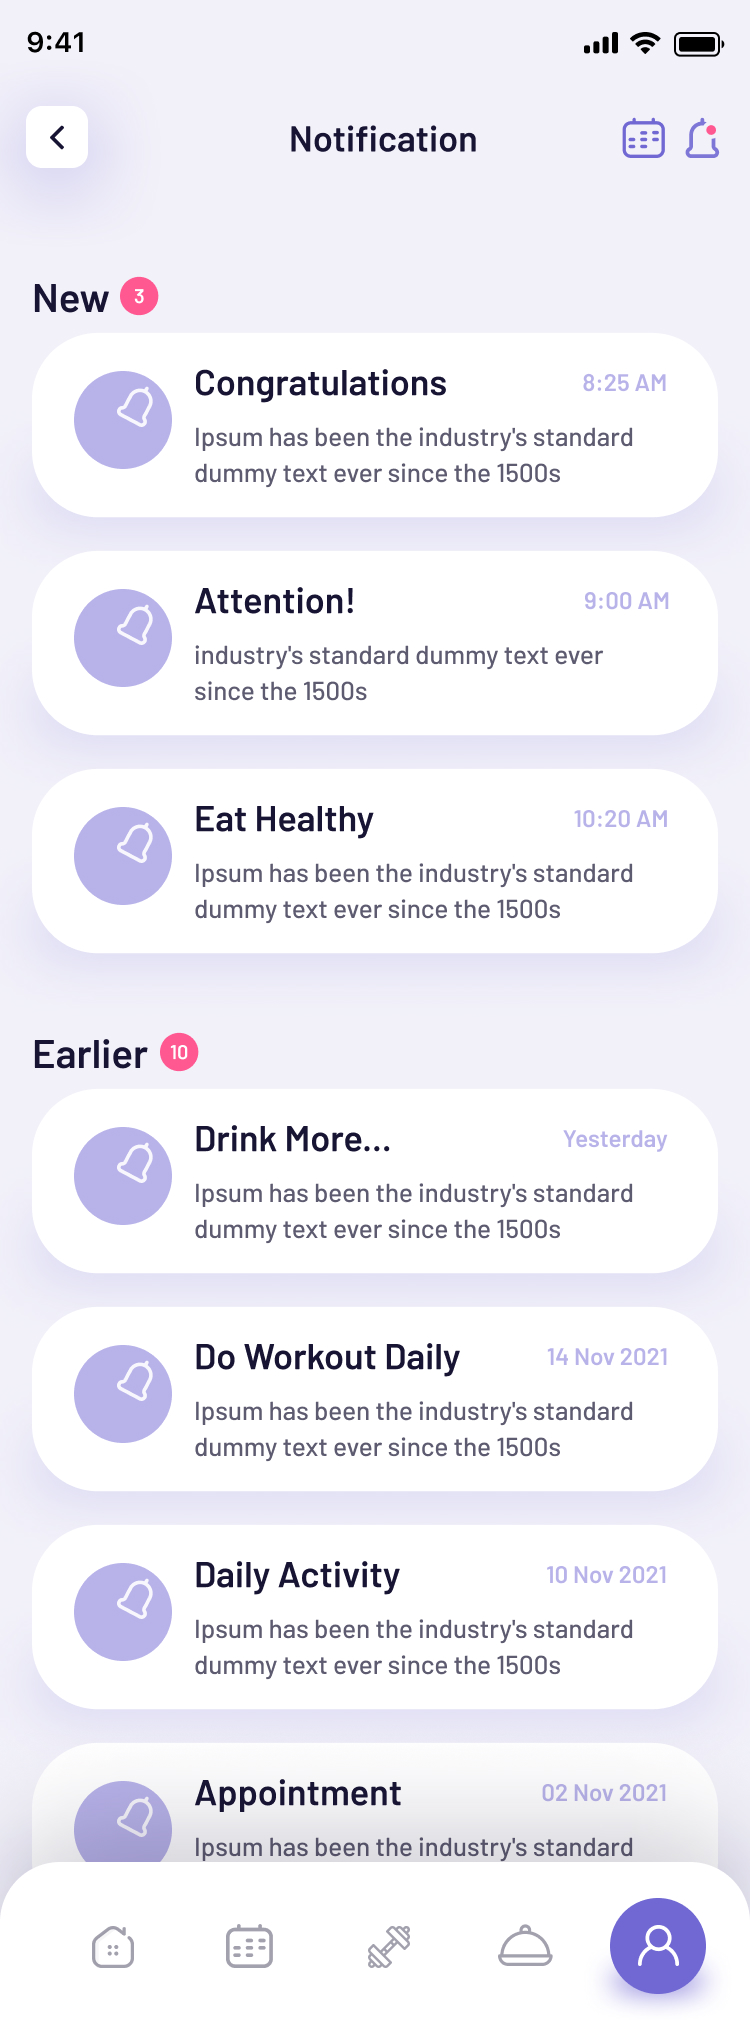 9:41
Notification
New 3
Congratulations 8:25 AM
Ipsum has been the industry's standard
dummy text ever since the 1500s
Attention! 9:00 AM
industry's standard dummy text ever
since the 1500s
Eat Healthy 10:20 AM
Ipsum has been the industry's standard
dummy text ever since the 1500s
Earlier 10
Drink More... Yesterday
Ipsum has been the industry's standard
dummy text ever since the 1500s
Do Workout Daily 14 Nov 2021
Ipsum has been the industry's standard
dummy text ever since the 1500s
Daily Activity 10 Nov 2021
Ipsum has been the industry's standard
dummy text ever since the 1500s
Appointment 02 Nov 2021
Ipsum has been the industry's standard